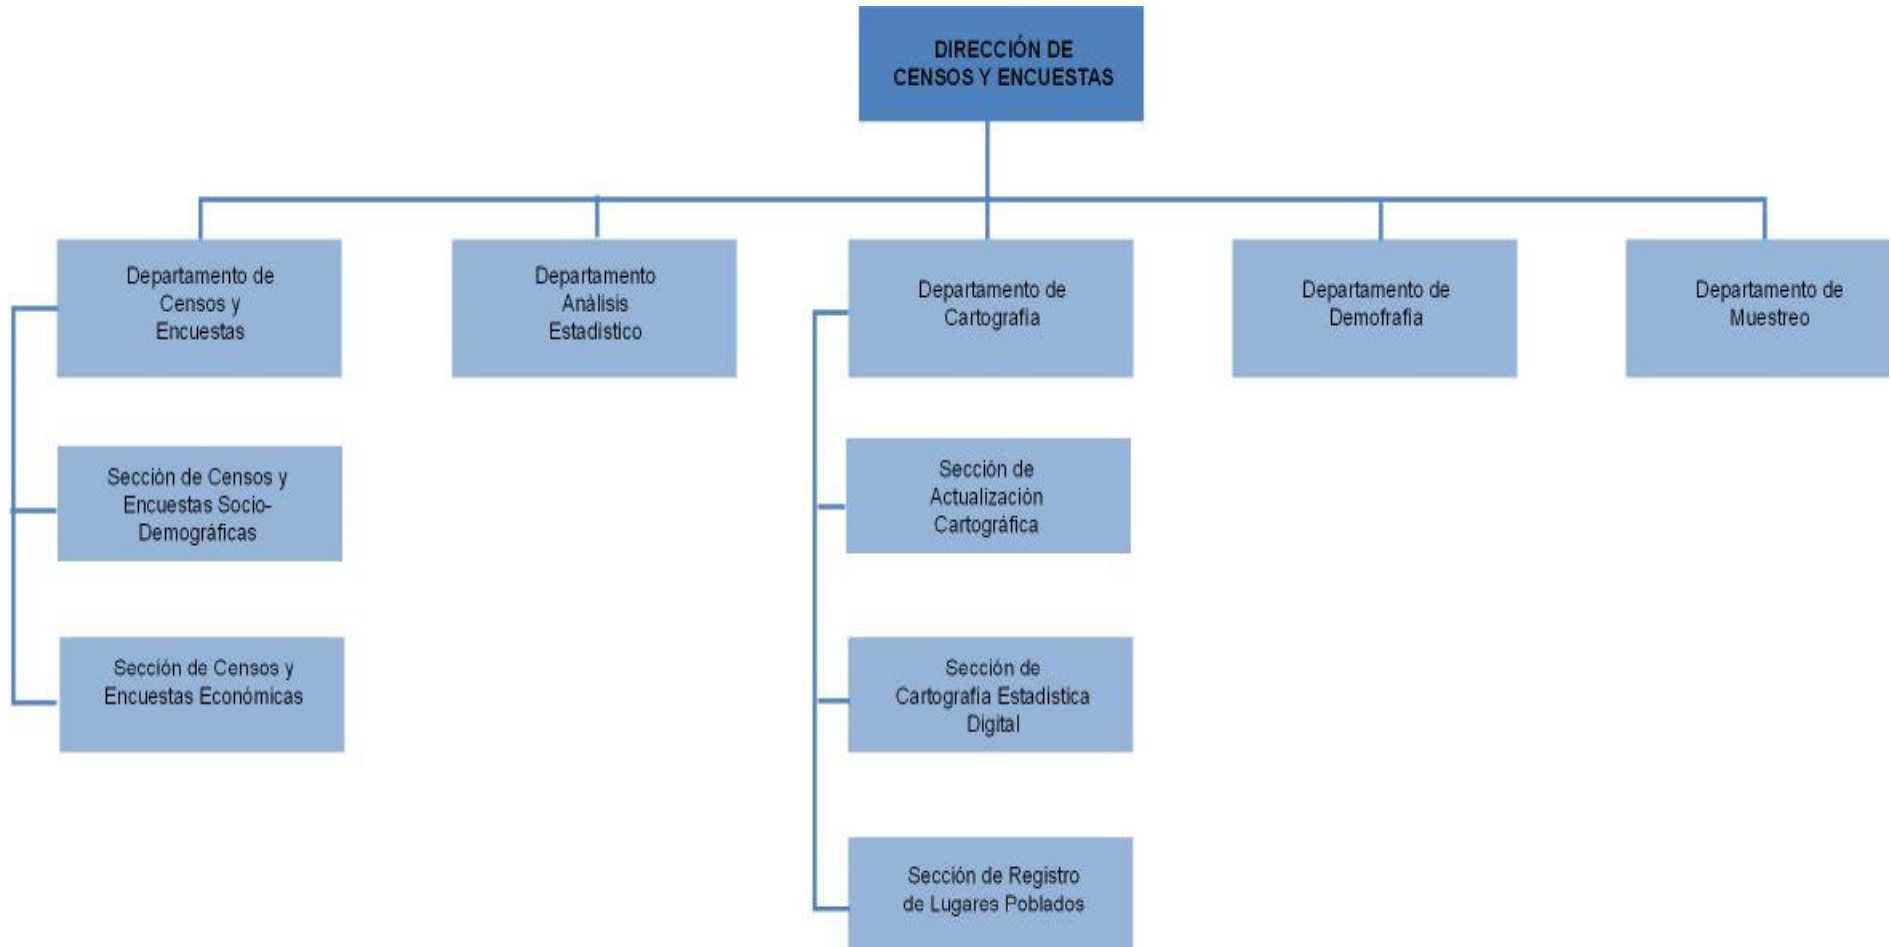 DIRECCIÓN DE
CENSOS Y ENCUESTAS
Departamento de
Censos y
Encuestas
Departamento
Análisis
Estadístico
Departamento de
Cartografía
Departamento de
Demofrafía
Departamento de
Muestreo
Sección de Censos y
Encuestas Socio-
Demográficas
Sección de
Actualización
Cartográfica
Sección de Censos y
Encuestas Económicas
Sección de
Cartografía Estadistica
Digital
Sección de Registro
de Lugares Poblados